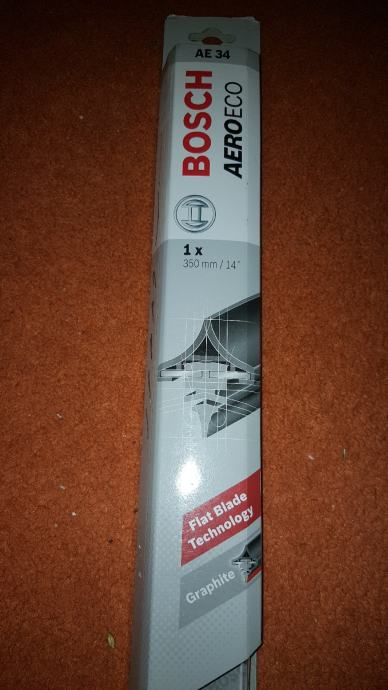 AE 34
BOSCH
AEROECO
1 x
350 mm / 14"
Flat Blade
Technology
Graphite